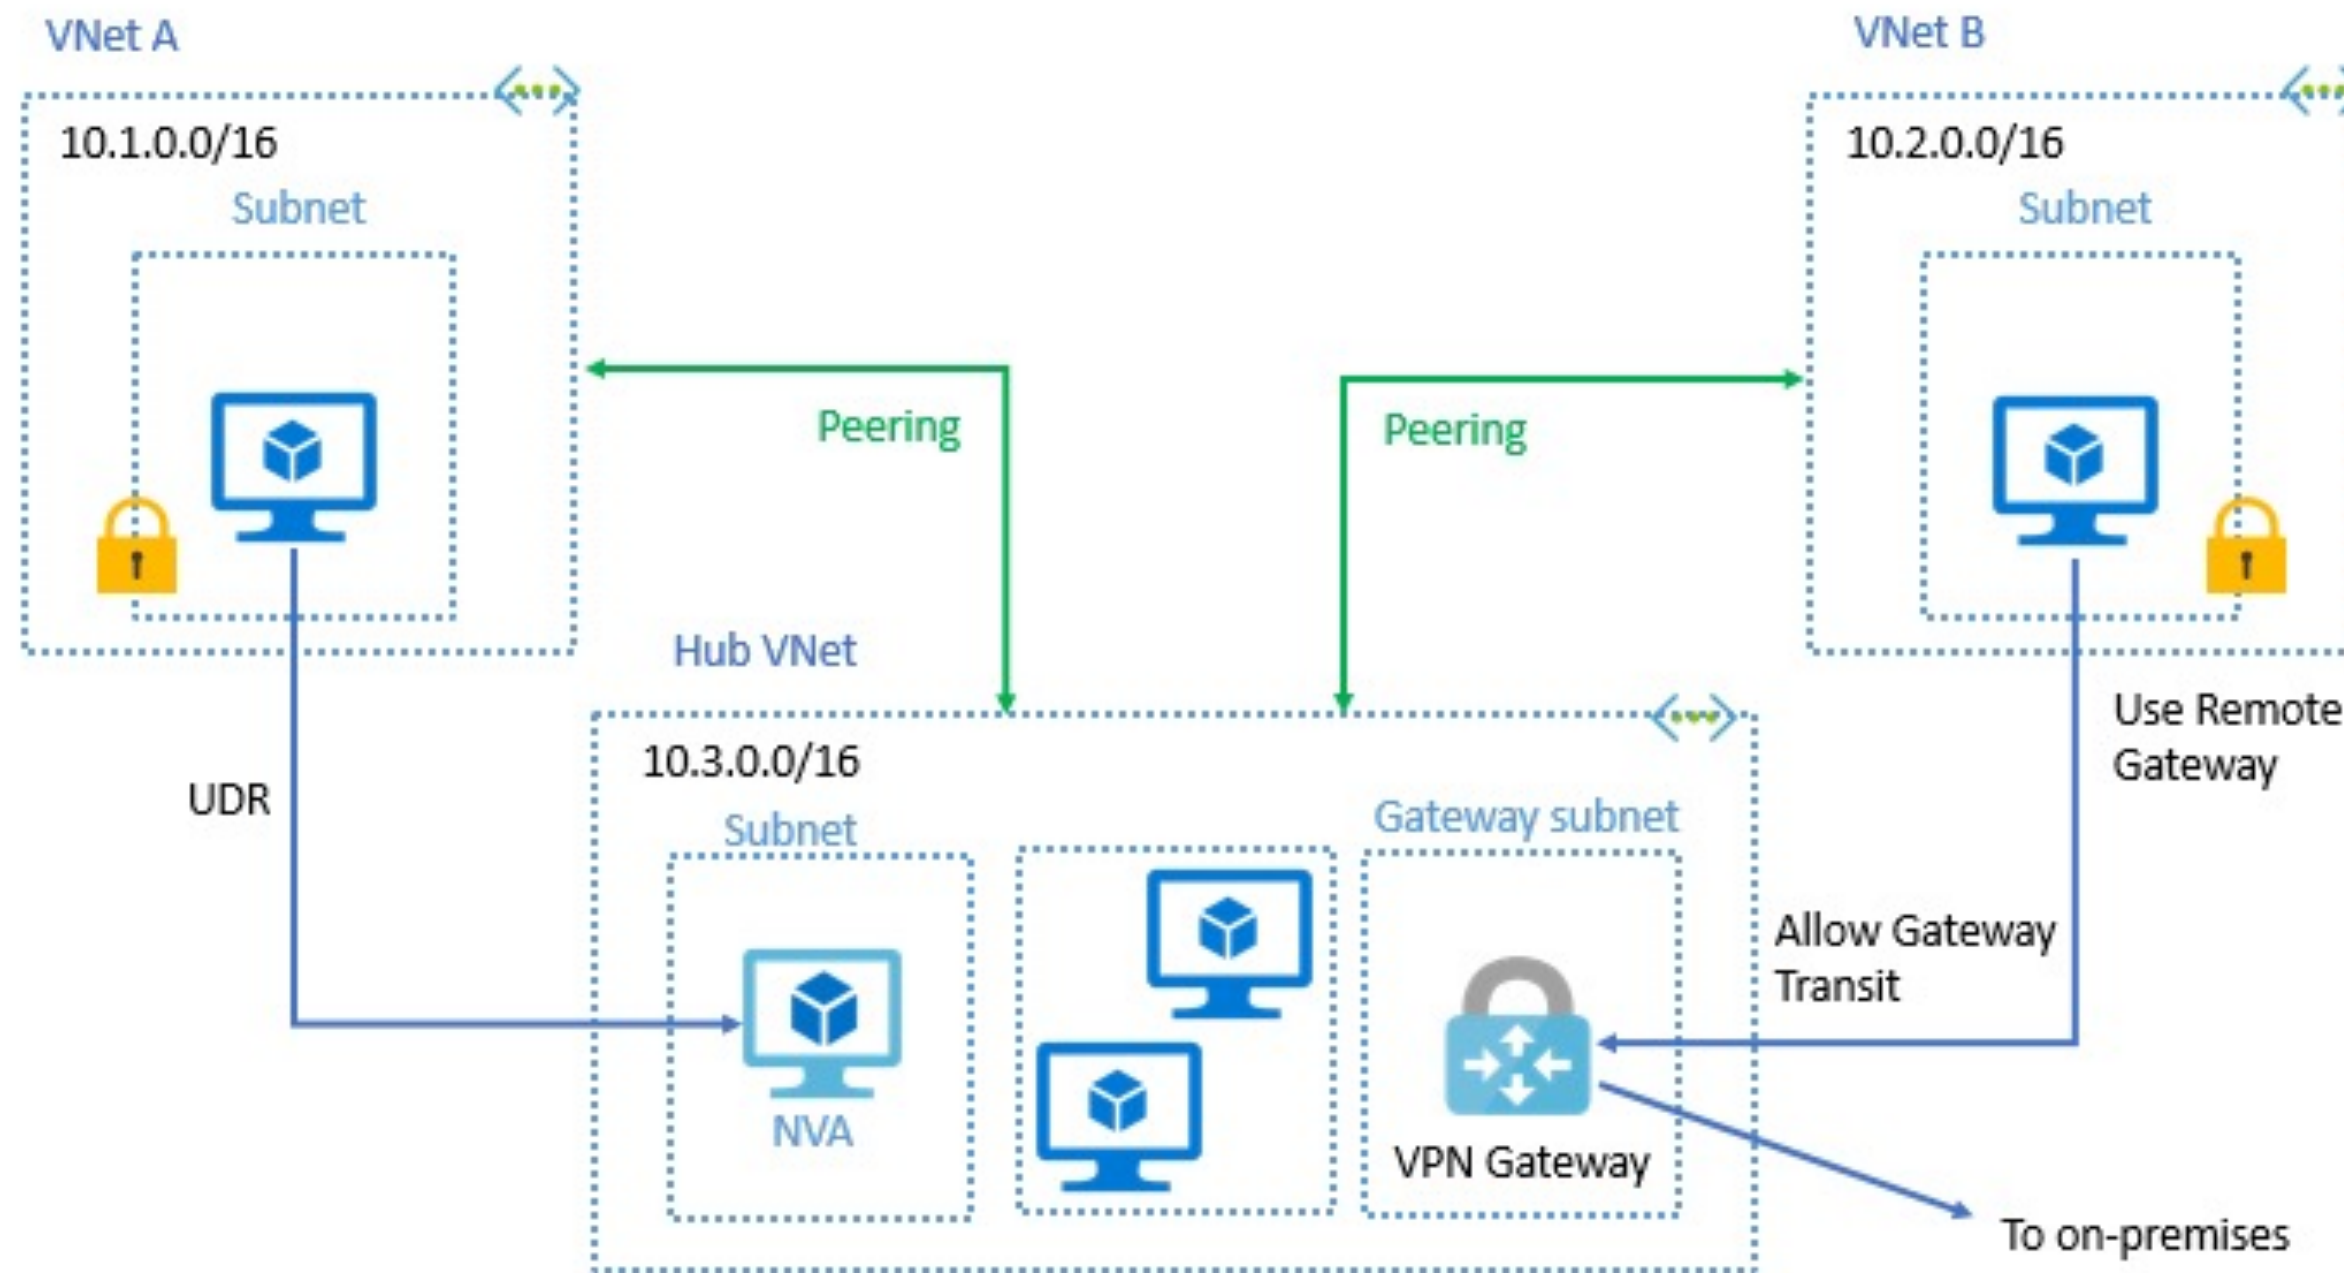 VNet A
VNet B
10.1.0.0/16
10.2.0.0/16
Subnet
Subnet
Peering
Peering
Hub VNet
Use Remote
Gateway
10.3.0.0/16
UDR
Subnet
Gateway subnet
Allow Gateway
Transit
NVA
VPN Gateway
To on-premises